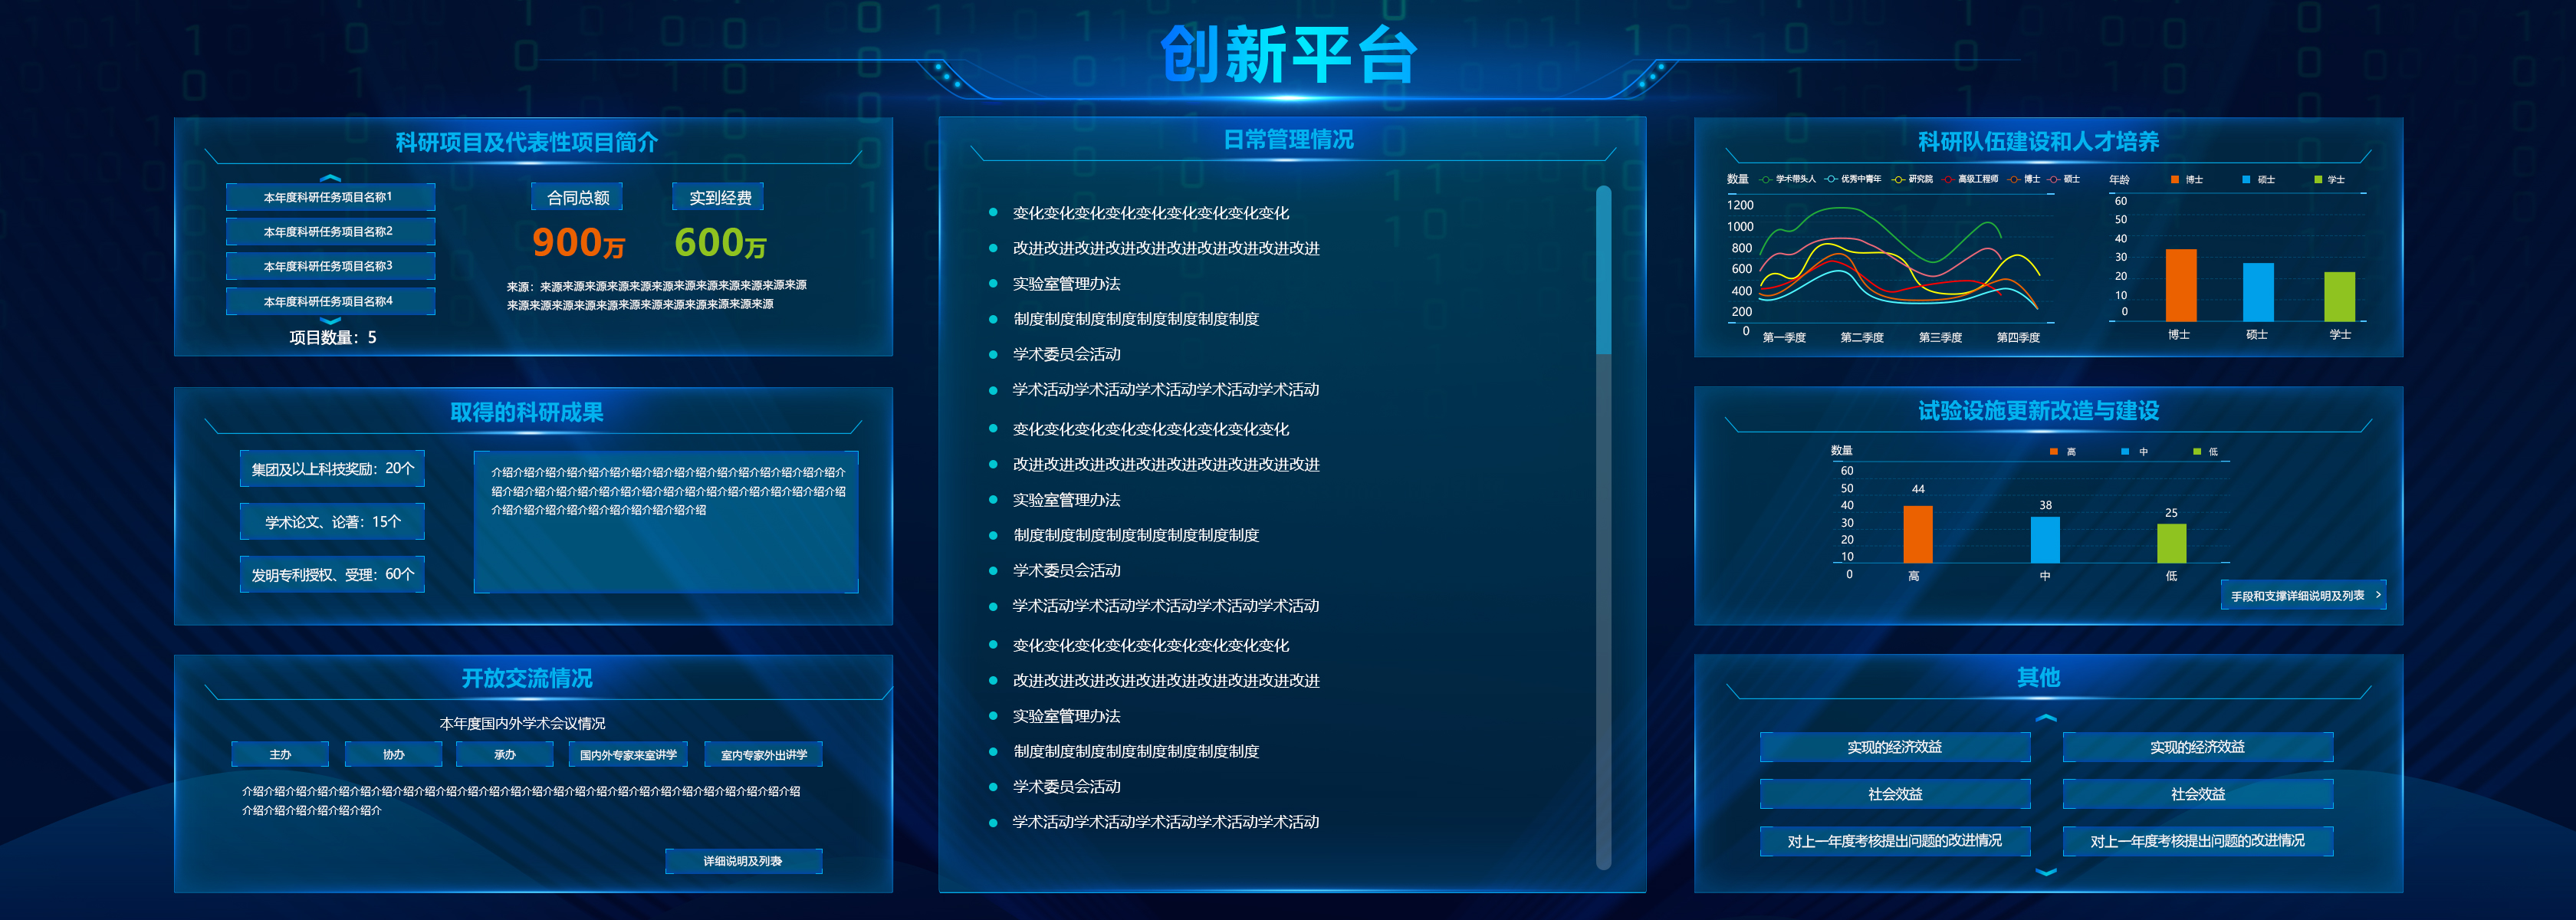 创新平台
科研项目及代表性项目简介
本年度科研任务项目名称1
本年度科研任务项目名称2
本年度科研任务项目名称3
本年度科研任务项目名称4
项目数量：5
合同总额
实到经费
900万
600万
来源：来源来源来源来源来源来源来源来源来源来源来源来源
来源来源来源来源来源来源来源来源来源来源来源来源
取得的科研成果
集团及以上科技奖励：20个
学术论文、论著：15个
发明专利授权、受理：60个
介绍介绍介绍介绍介绍介绍介绍介绍介绍介绍介绍介绍介绍介绍介绍介绍介
绍介绍介绍介绍介绍介绍介绍介绍介绍介绍介绍介绍介绍介绍介绍介绍介绍
介绍介绍介绍介绍介绍介绍介绍介绍介绍介绍
开放交流情况
本年度国内外学术会议情况
主办
协办
承办
国内外专家来室讲学
室内专家外出讲学
介绍介绍介绍介绍介绍介绍介绍介绍介绍介绍介绍介绍介绍介绍介绍介绍介绍介绍介绍介绍介绍介绍介绍介绍介绍介绍
介绍介绍介绍介绍介绍介绍介
详细说明及列表
日常管理情况
变化变化变化变化变化变化变化变化变化
改进改进改进改进改进改进改进改进改进改进
实验室管理办法
制度制度制度制度制度制度制度制度
学术委员会活动
学术活动学术活动学术活动学术活动学术活动
变化变化变化变化变化变化变化变化变化
改进改进改进改进改进改进改进改进改进改进
实验室管理办法
制度制度制度制度制度制度制度制度
学术委员会活动
学术活动学术活动学术活动学术活动学术活动
变化变化变化变化变化变化变化变化变化
改进改进改进改进改进改进改进改进改进改进
实验室管理办法
制度制度制度制度制度制度制度制度
学术委员会活动
学术活动学术活动学术活动学术活动学术活动
科研队伍建设和人才培养
数量
学术带头人
优秀中青年
研究院
高级工程师
博士
硕士
1200
1000
800
600
400
200
0
第一季度
第二季度
第三季度
第四季度
年龄
博士
硕士
学士
60
50
40
30
20
10
0
博士
硕士
学士
试验设施更新改造与建设
数量
高
中
低
60
50
40
30
20
10
0
44
38
25
高
中
低
手段和支撑详细说明及列表 >
其他
实现的经济效益
实现的经济效益
社会效益
社会效益
对上一年度考核提出问题的改进情况
对上一年度考核提出问题的改进情况